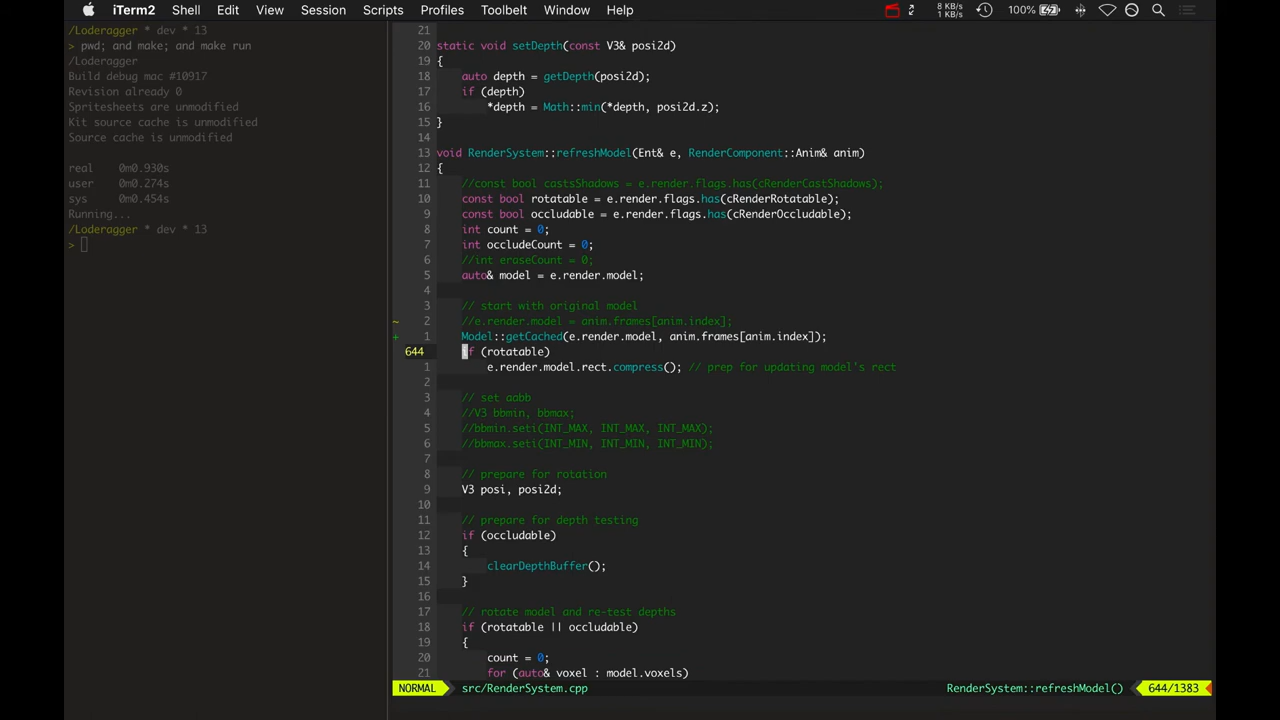 iTerm2 Shell Edit View Session Scripts Profiles Toolbelt Window Help 8 KB/s 1 KB/s 100%
/Loderagger * dev * 13
> pwd; and make; and make run
/Loderagger
Build debug mac #10917
Revision already 0
Spritesheets are unmodified
Kit source cache is unmodified
Source cache is unmodified
real 0m0.930s
user 0m0.274s
sys 0m0.454s
Running...
/Loderagger * dev * 13
>
21
20 static void setDepth(const V3& posi2d)
19 {
18 auto depth = getDepth(posi2d);
17 if (depth)
16 *depth = Math::min(*depth, posi2d.z);
15 }
14
13 void RenderSystem::refreshModel(Ent& e, RenderComponent::Anim& anim)
12 {
11 //const bool castsShadows = e.render.flags.has(cRenderCastShadows);
10 const bool rotatable = e.render.flags.has(cRenderRotatable);
9 const bool occludable = e.render.flags.has(cRenderOccludable);
8 int count = 0;
7 int occludeCount = 0;
6 //int eraseCount = 0;
5 auto& model = e.render.model;
4
3 // start with original model
~ 2 //e.render.model = anim.frames[anim.index];
+ 1 Model::getCached(e.render.model, anim.frames[anim.index]);
644 if (rotatable)
1 e.render.model.rect.compress(); // prep for updating model's rect
2
3 // set aabb
4 //V3 bbmin, bbmax;
5 //bbmin.seti(INT_MAX, INT_MAX, INT_MAX);
6 //bbmax.seti(INT_MIN, INT_MIN, INT_MIN);
7
8 // prepare for rotation
9 V3 posi, posi2d;
10
11 // prepare for depth testing
12 if (occludable)
13 {
14 clearDepthBuffer();
15 }
16
17 // rotate model and re-test depths
18 if (rotatable || occludable)
19 {
20 count = 0;
21 for (auto& voxel : model.voxels)
NORMAL src/RenderSystem.cpp RenderSystem::refreshModel() 644/1383